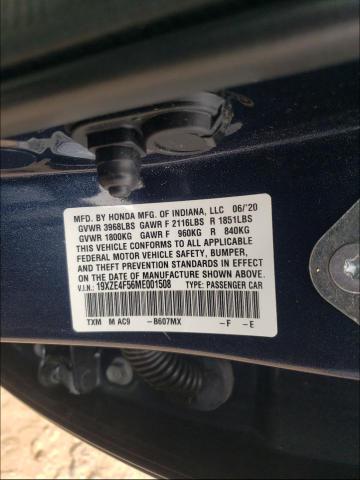 MFD. BY HONDA MFG. OF INDIANA, LLC 06/'20
GVWR 3968LBS GAWR F 2116LBS R 1851LBS
GVWR 1800KG GAWR F 960KG R 840KG
THIS VEHICLE CONFORMS TO ALL APPLICABLE
FEDERAL MOTOR VEHICLE SAFETY, BUMPER,
AND THEFT PREVENTION STANDARDS IN EFFECT
ON THE DATE OF MANUFACTURE SHOWN ABOVE.
V.I.N.: 19XZE4F56ME001508 TYPE: PASSENGER CAR
TXM M AC9 -B607MX -F -E